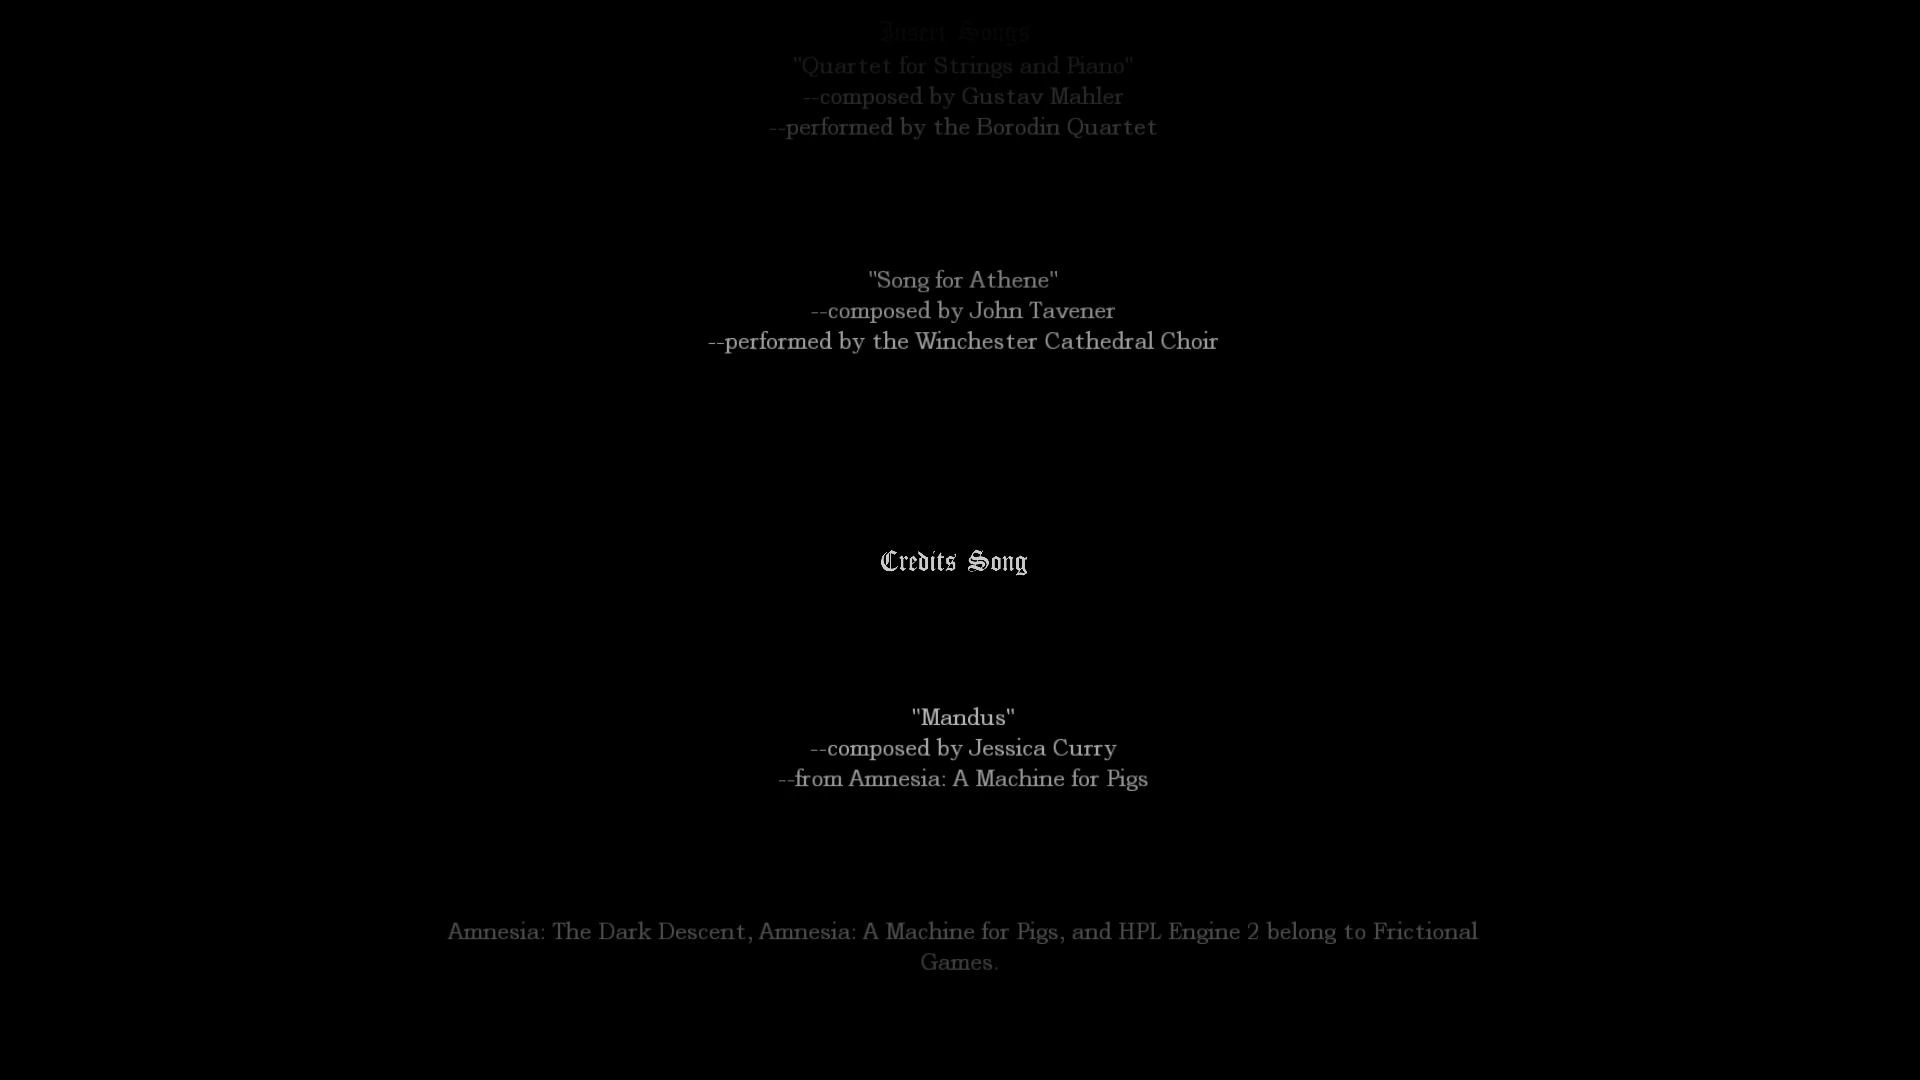 Insert Songs
"Quartet for Strings and Piano"
--composed by Gustav Mahler
--performed by the Borodin Quartet
"Song for Athene"
--composed by John Tavener
--performed by the Winchester Cathedral Choir
Credits Song
"Mandus"
--composed by Jessica Curry
--from Amnesia: A Machine for Pigs
Amnesia: The Dark Descent, Amnesia: A Machine for Pigs, and HPL Engine 2 belong to Frictional
Games.